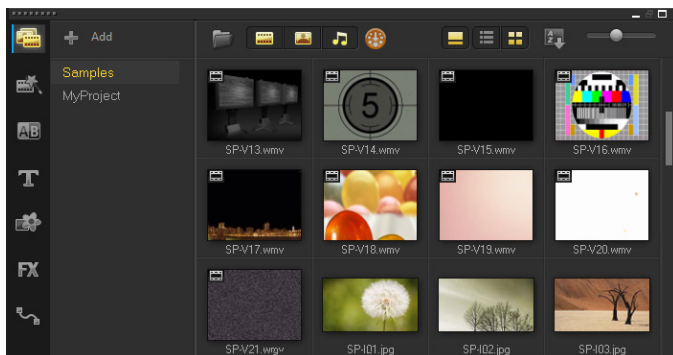 Add
Samples
MyProject
AB
T
FX
A
Z
5
SP-V13.wmv
SP-V14.wmv
SP-V15.wmv
SP-V16.wmv
SP-V17.wmv
SP-V18.wmv
SP-V19.wmv
SP-V20.wmv
SP-V21.wmv
SP-I01.jpg
SP-I02.jpg
SP-I03.jpg